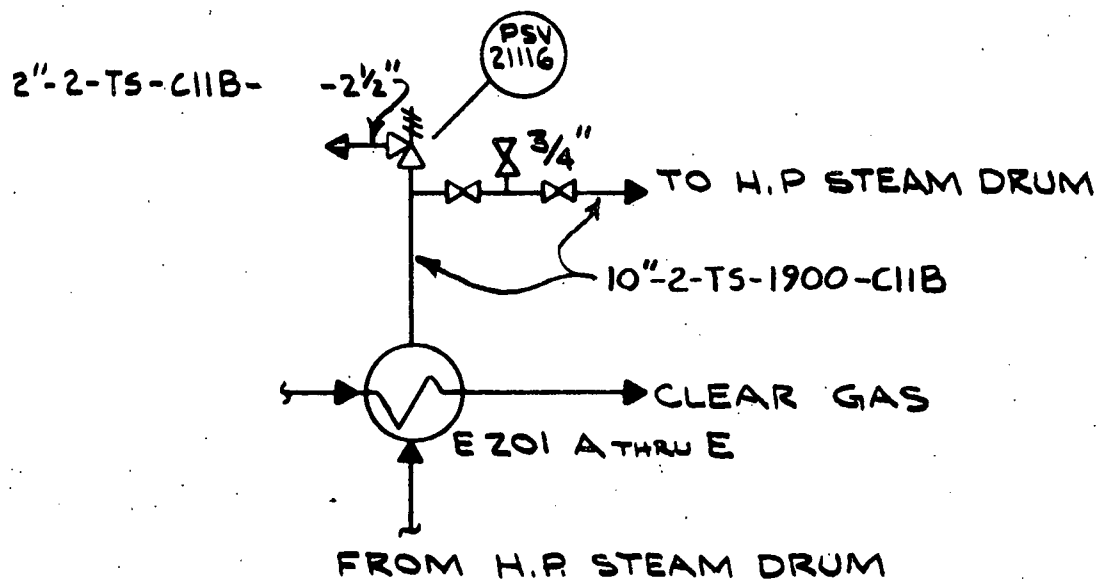 PSV
21116
2"-2-TS-C11B- -2½"
3/4"
TO H.P STEAM DRUM
10"-2-TS-1900-C11B
CLEAR GAS
E 201 A THRU E
FROM H.P. STEAM DRUM